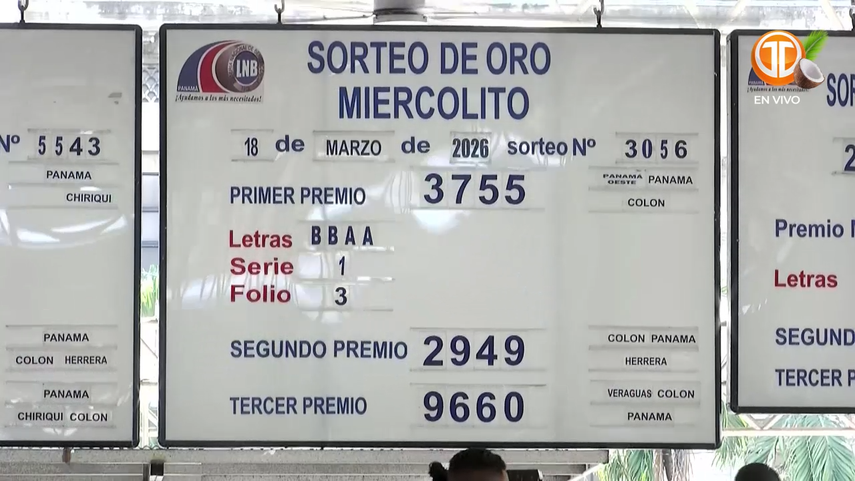 Nº 5543
PANAMA
CHIRIQUI
PANAMA
COLON HERRERA
PANAMA
CHIRIQUI COLON
LNB
PANAMA
¡Ayudamos a los más necesitados!
SORTEO DE ORO
MIERCOLITO
18 de MARZO de 2026 sorteo Nº 3056
PRIMER PREMIO 3755
PANAMA OESTE PANAMA
COLON
Letras BBAA
Serie 1
Folio 3
SEGUNDO PREMIO 2949
COLON PANAMA
HERRERA
TERCER PREMIO 9660
VERAGUAS COLON
PANAMA
EN VIVO
SO
2
Premio
Letras
SEGUND
TERCER P